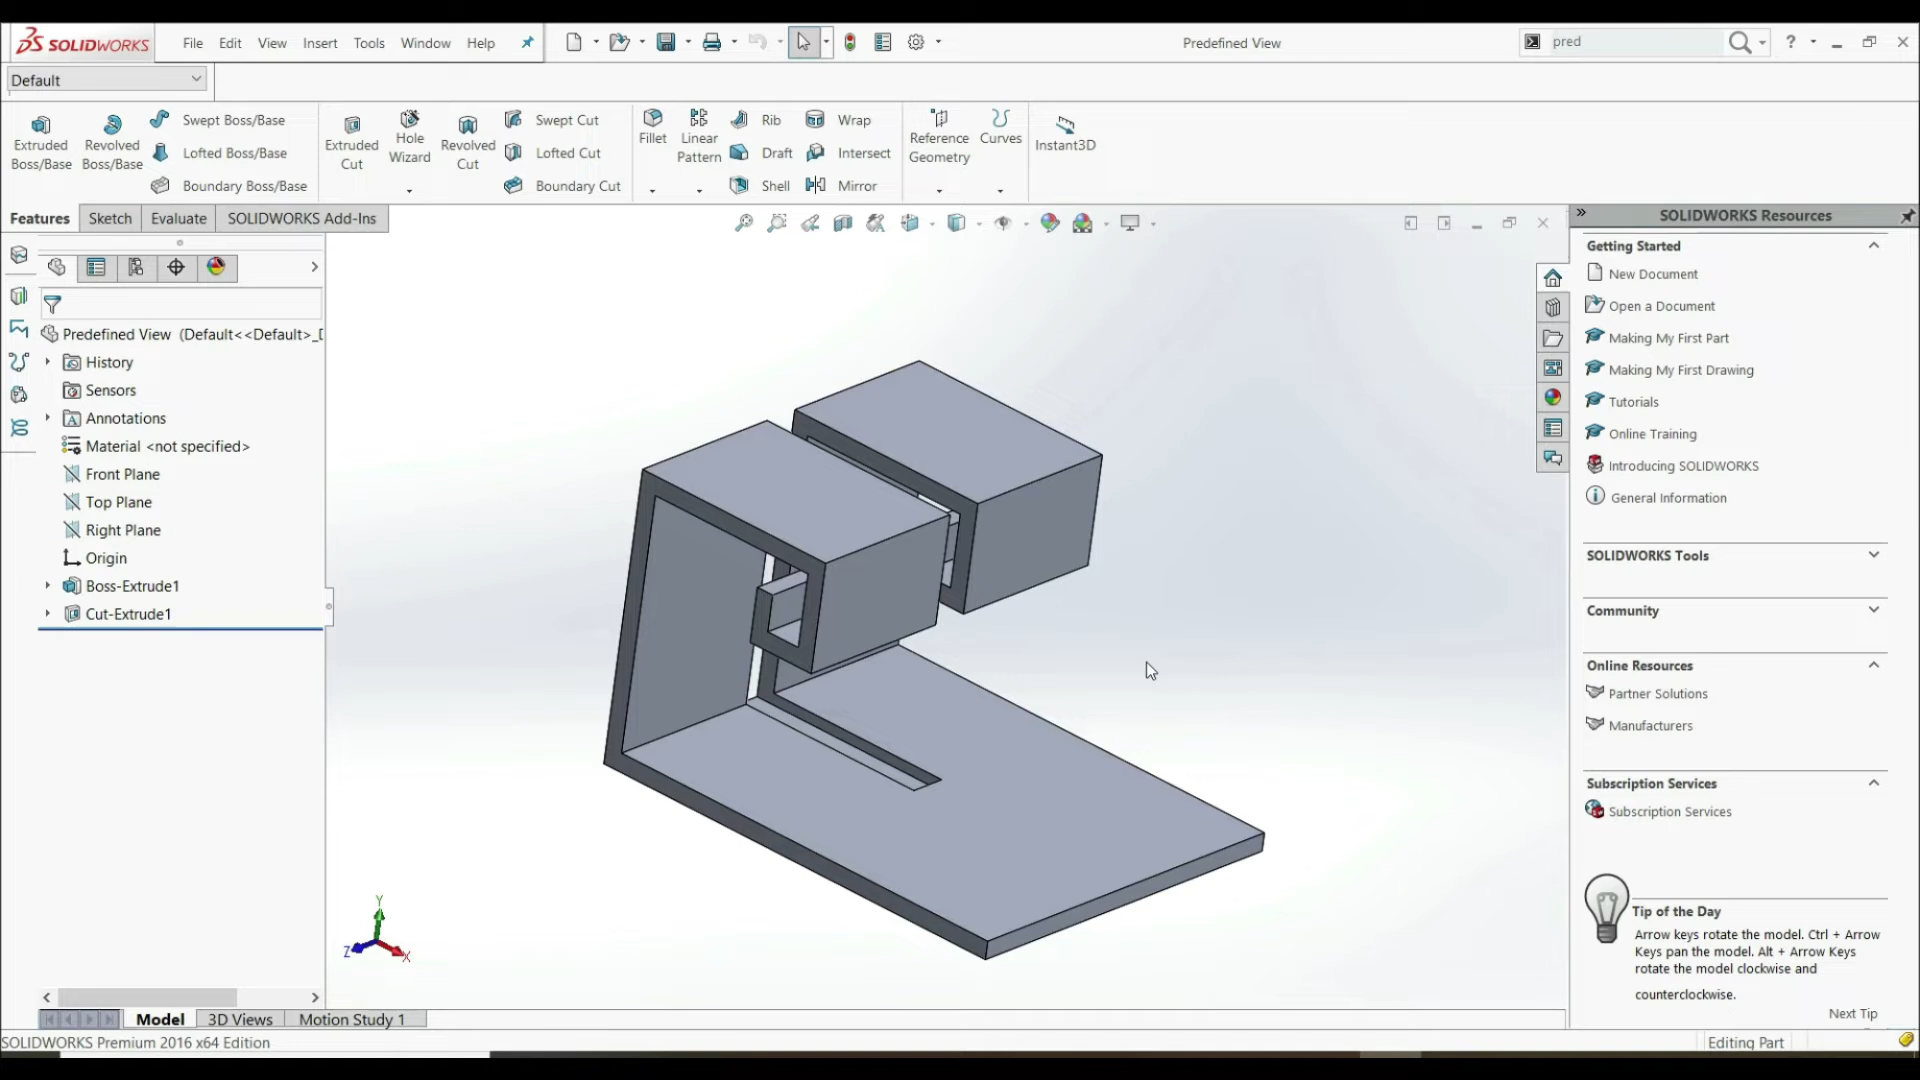 SOLIDWORKS File Edit View Insert Tools Window Help Predefined View pred ?
Default
Extruded Boss/Base
Revolved Boss/Base
Swept Boss/Base
Lofted Boss/Base
Boundary Boss/Base
Extruded Cut
Hole Wizard
Revolved Cut
Swept Cut
Lofted Cut
Boundary Cut
Fillet
Linear Pattern
Rib
Draft
Shell
Wrap
Intersect
Mirror
Reference Geometry
Curves
Instant3D
Features Sketch Evaluate SOLIDWORKS Add-Ins
Predefined View (Default<<Default>_
History
Sensors
Annotations
Material <not specified>
Front Plane
Top Plane
Right Plane
Origin
Boss-Extrude1
Cut-Extrude1
Y
Z
X
SOLIDWORKS Resources
Getting Started
New Document
Open a Document
Making My First Part
Making My First Drawing
Tutorials
Online Training
Introducing SOLIDWORKS
General Information
SOLIDWORKS Tools
Community
Online Resources
Partner Solutions
Manufacturers
Subscription Services
Subscription Services
Tip of the Day
Arrow keys rotate the model. Ctrl + Arrow
Keys pan the model. Alt + Arrow Keys
rotate the model clockwise and
counterclockwise.
Next Tip
Model 3D Views Motion Study 1
SOLIDWORKS Premium 2016 x64 Edition
Editing Part